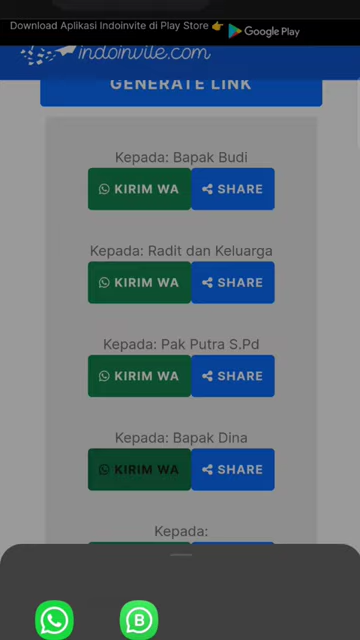 Download Aplikasi Indoinvite di Play Store 👉 Google Play
indoinvite.com
GENERATE LINK
Kepada: Bapak Budi
KIRIM WA SHARE
Kepada: Radit dan Keluarga
KIRIM WA SHARE
Kepada: Pak Putra S.Pd
KIRIM WA SHARE
Kepada: Bapak Dina
KIRIM WA SHARE
Kepada:
B